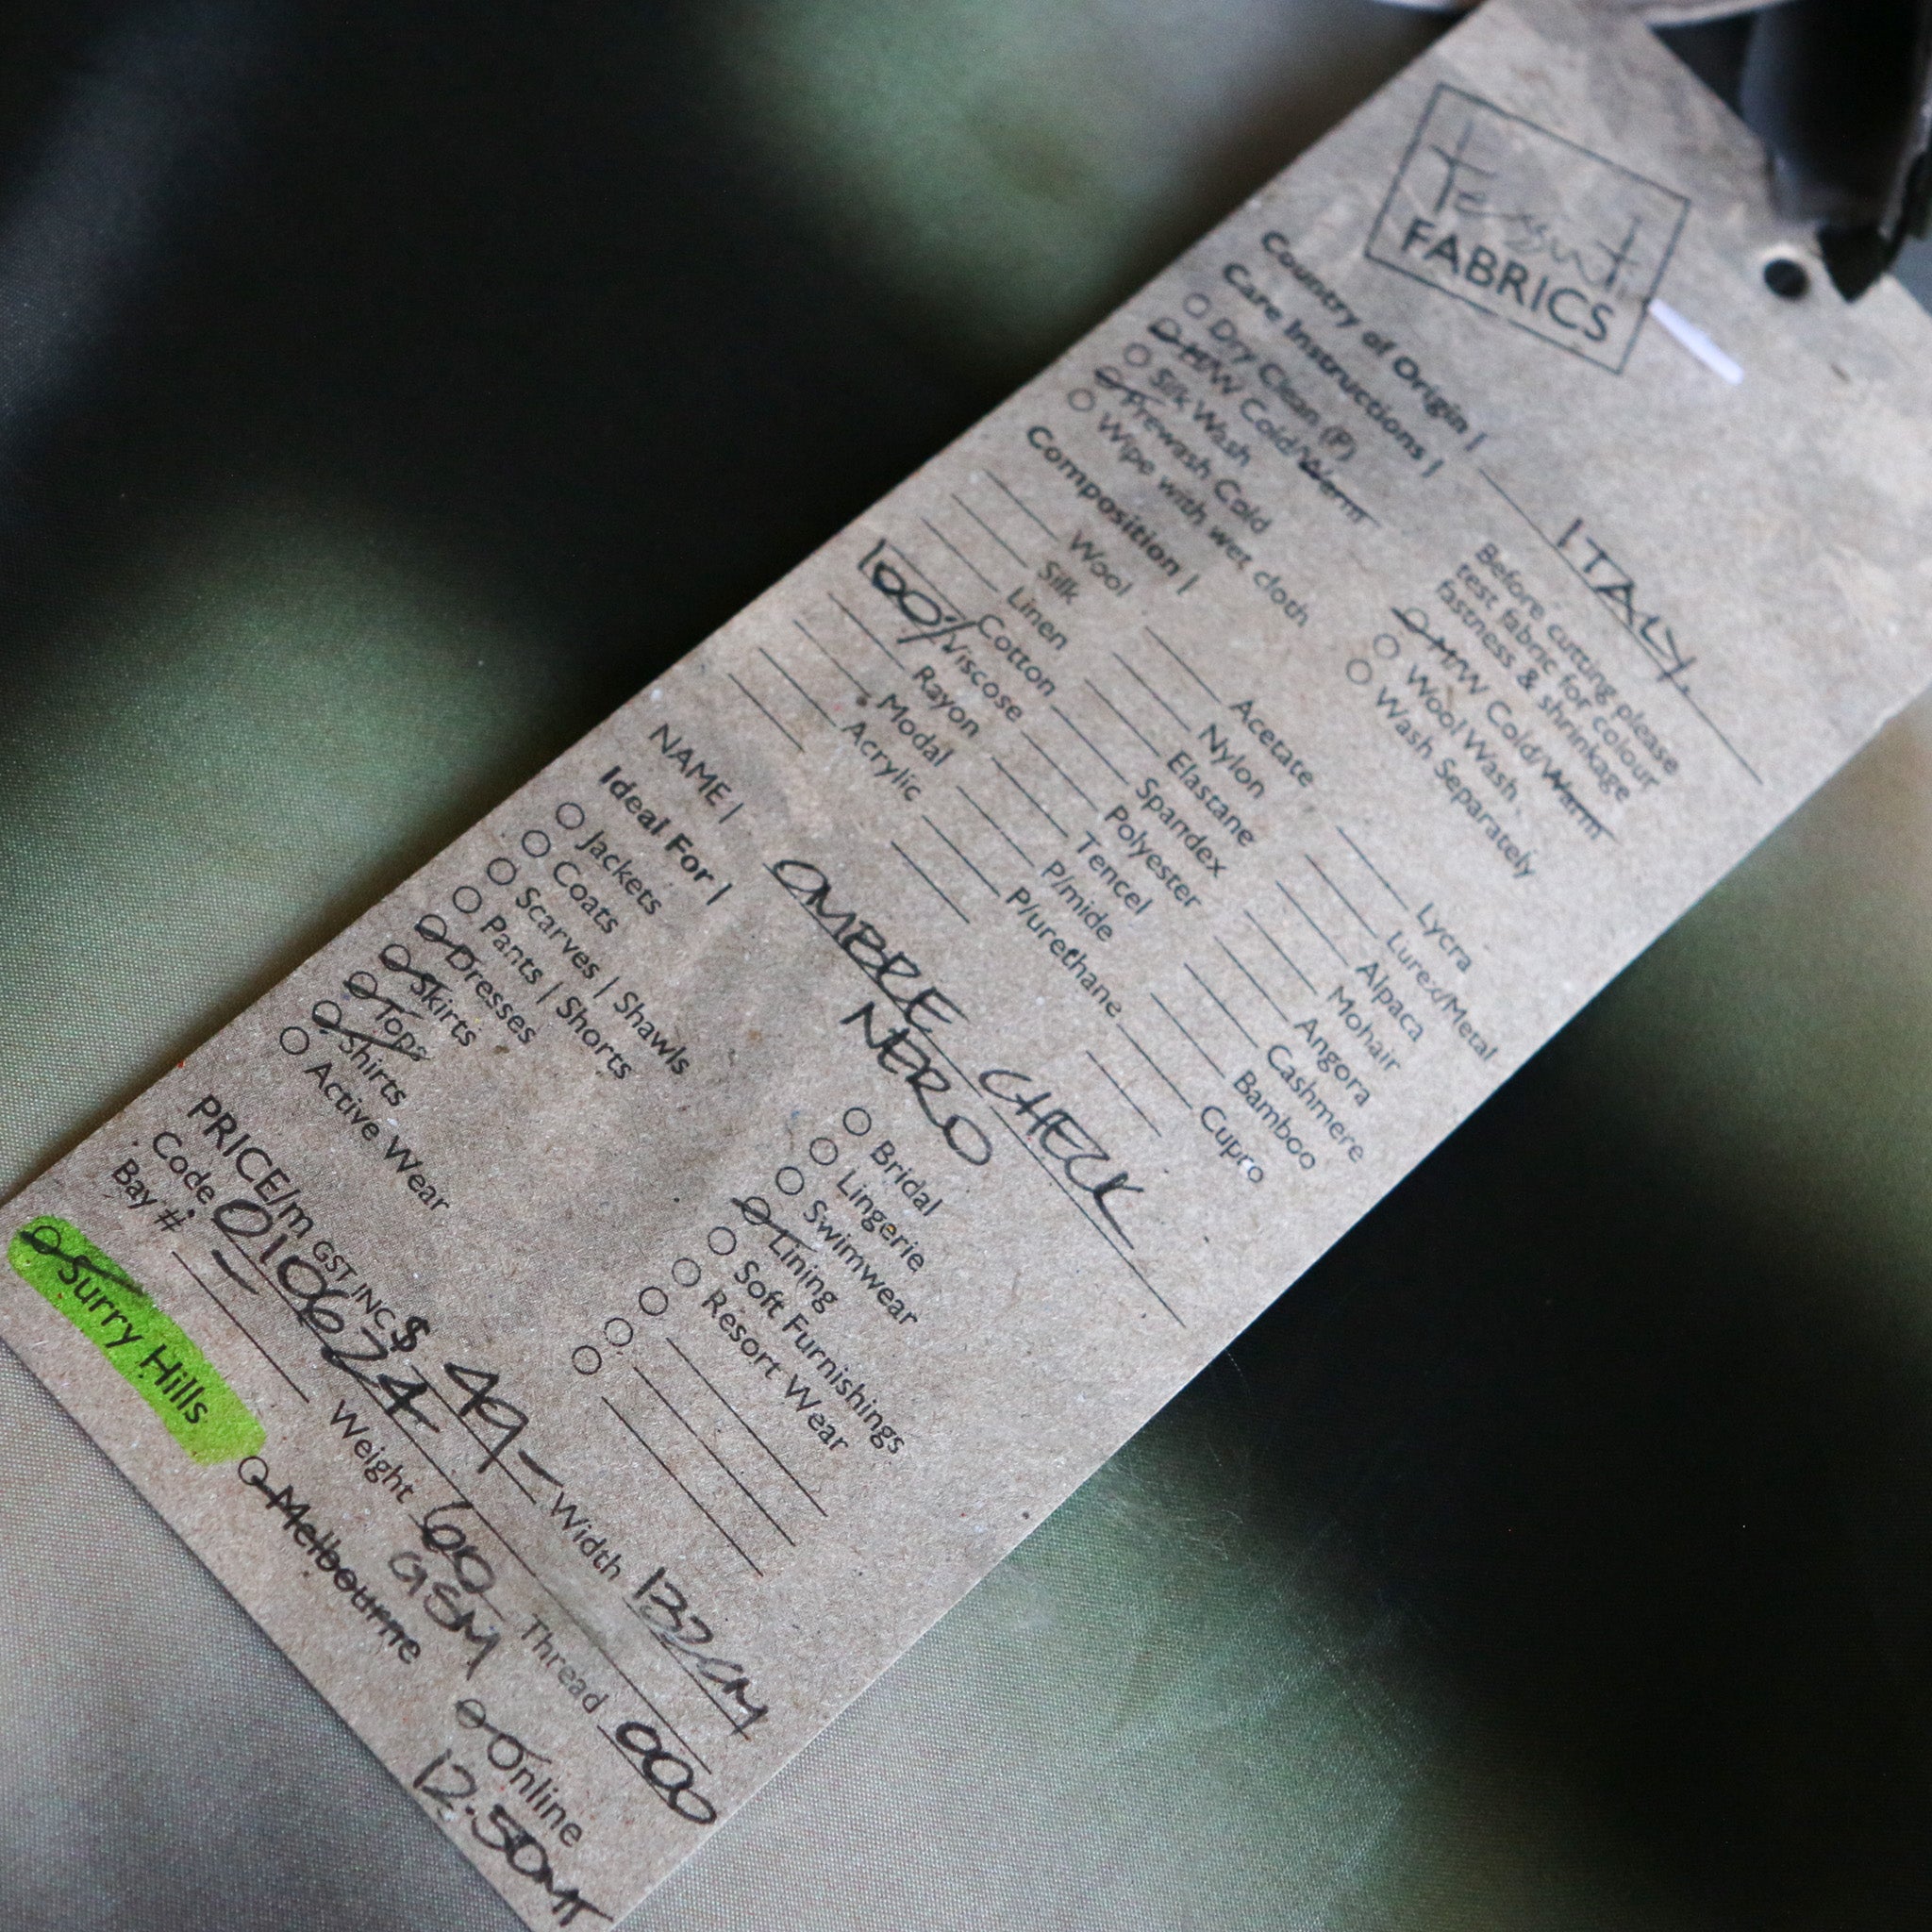 Tessuti
FABRICS
Country of Origin | ITALY.
Care Instructions |
Dry Clean (P)
H/W Cold/Warm
Silk Wash
Prewash Cold
Wipe with wet cloth
Before cutting please
test fabric for colour
fastness & shrinkage
M/W Cold/Warm
Wool Wash
Wash Separately
Composition |
Wool
Silk
Linen
Cotton
100% Viscose
Rayon
Modal
Acrylic
Acetate
Nylon
Elastane
Spandex
Polyester
Tencel
P/mide
P/urethane
Lycra
Lurex/Metal
Alpaca
Mohair
Angora
Cashmere
Bamboo
Cupro
NAME | OMBRE CHECK
NERO
Ideal For |
Jackets
Coats
Scarves | Shawls
Pants | Shorts
Dresses
Skirts
Tops
Shirts
Active Wear
Bridal
Lingerie
Swimwear
Lining
Soft Furnishings
Resort Wear
PRICE/m GST INC $ 49- Width 132CM
Code 010624 Weight 60 GSM Thread 000
Bay #
Surry Hills Melbourne Online
12.50MT